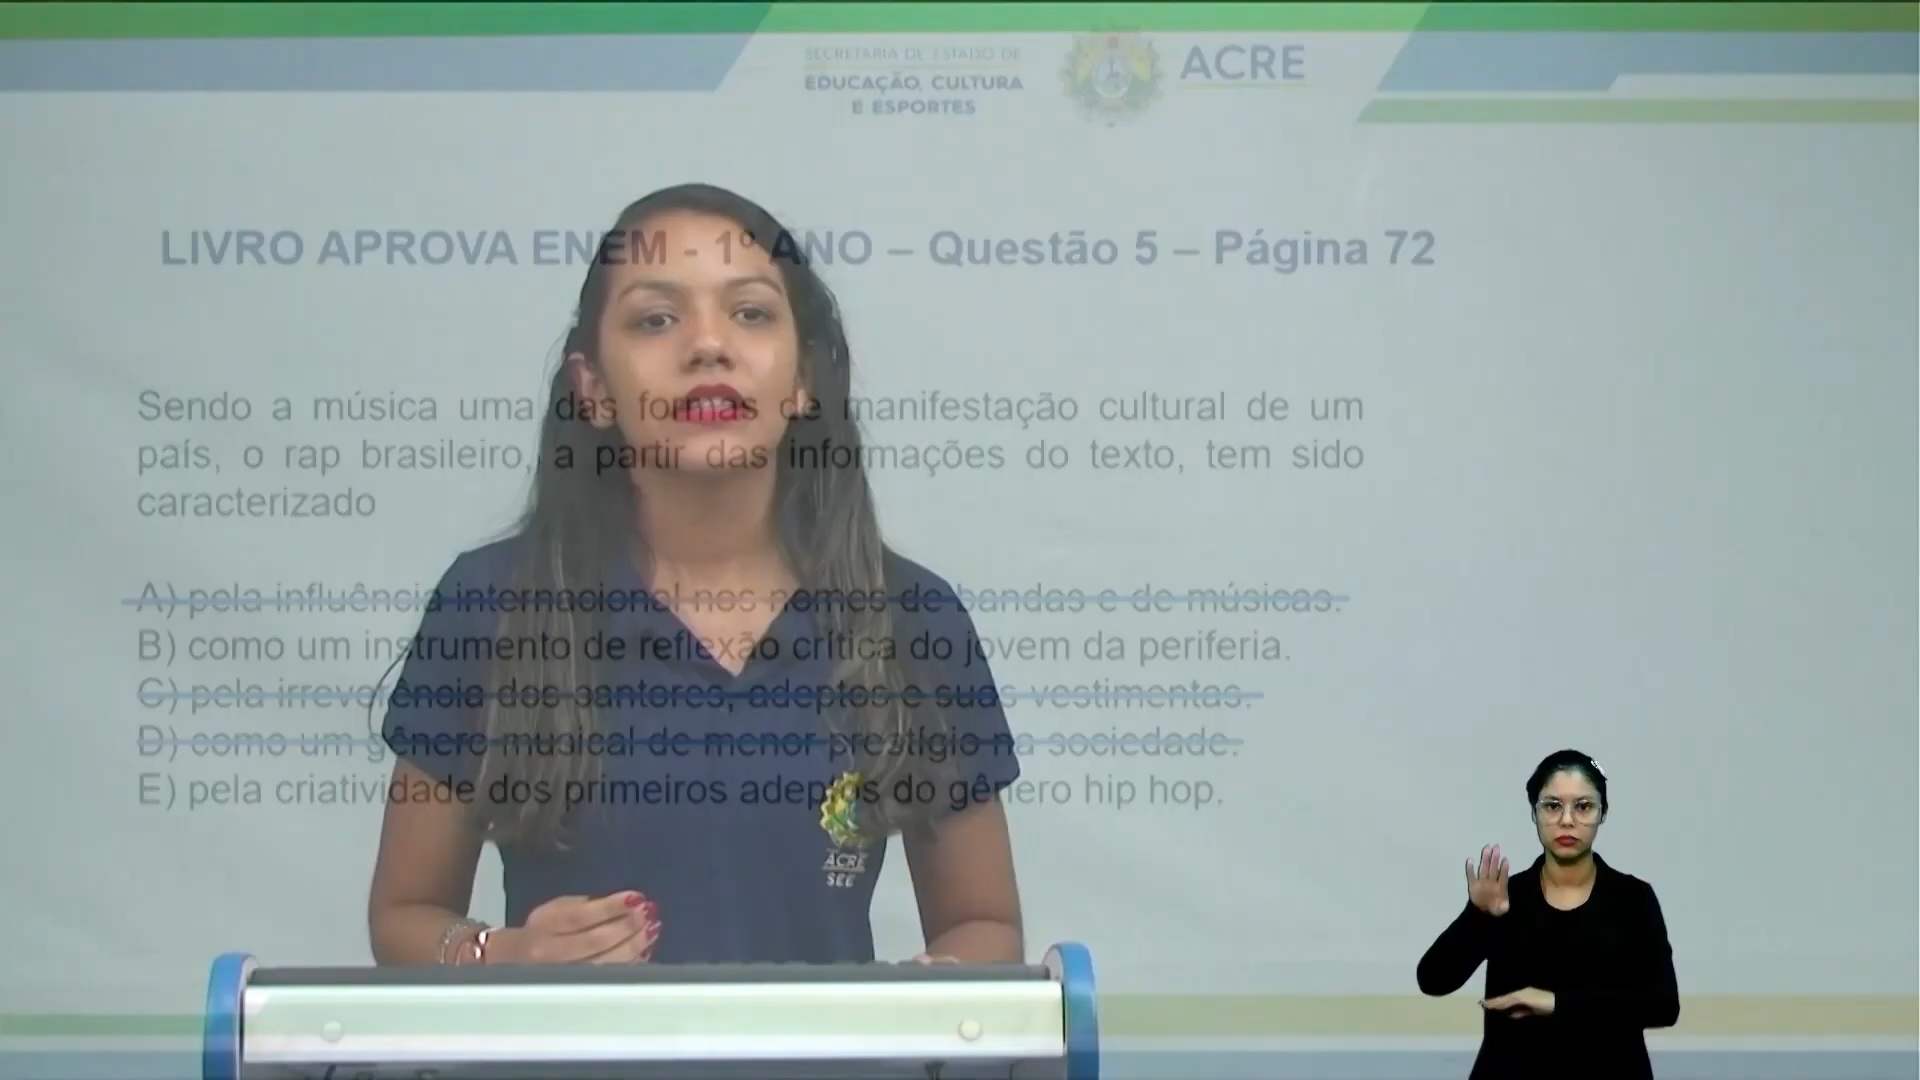 SECRETARIA DE ESTADO DE
EDUCAÇÃO, CULTURA
E ESPORTES
ACRE
LIVRO APROVA ENEM - 1º ANO – Questão 5 – Página 72
Sendo a música uma das formas de manifestação cultural de um
país, o rap brasileiro, a partir das informações do texto, tem sido
caracterizado
A) pela influência internacional nos nomes de bandas e de músicas.
B) como um instrumento de reflexão crítica do jovem da periferia.
C) pela irreverência dos cantores, adeptos e suas vestimentas.
D) como um gênero musical de menor prestígio na sociedade.
E) pela criatividade dos primeiros adeptos do gênero hip hop.
ACRE
SEE